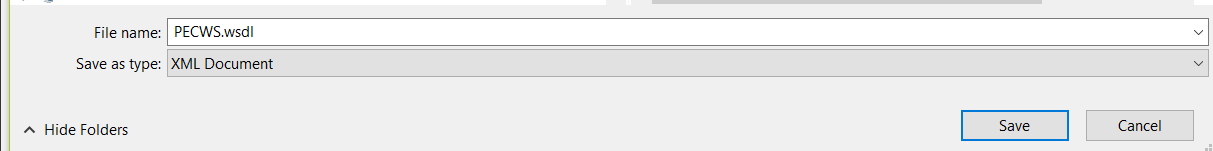 File name: PECWS.wsdl
Save as type: XML Document
Hide Folders Save Cancel